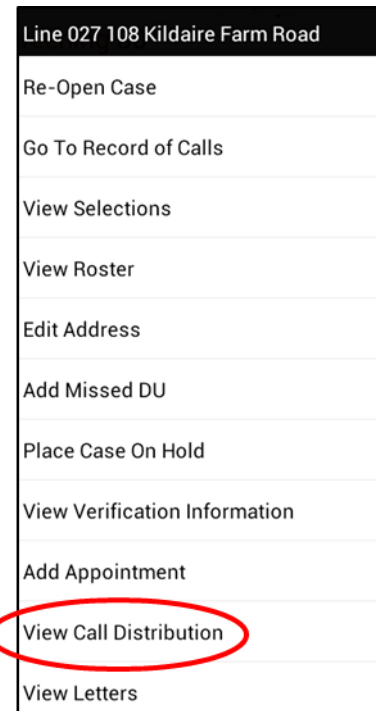 Line 027 108 Kildaire Farm Road
Re-Open Case
Go To Record of Calls
View Selections
View Roster
Edit Address
Add Missed DU
Place Case On Hold
View Verification Information
Add Appointment
View Call Distribution
View Letters